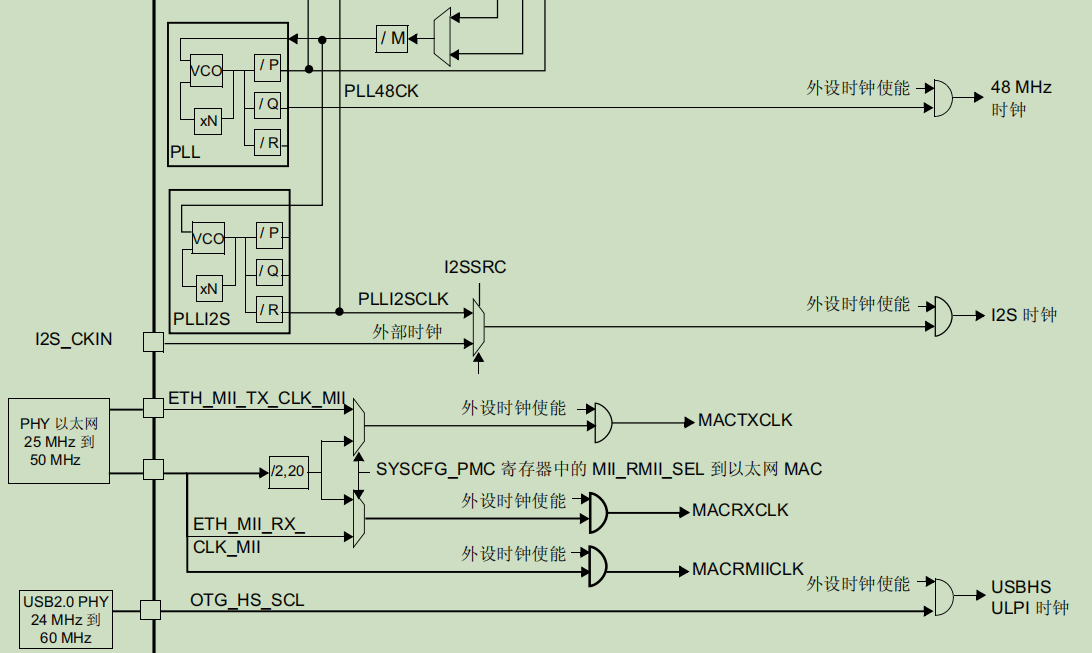 / M
VCO
/ P
PLL48CK
/ Q
xN
/ R
PLL
外设时钟使能
48 MHz
时钟
VCO
/ P
/ Q
xN
/ R
PLLI2S
I2SSRC
PLLI2SCLK
外部时钟
外设时钟使能
I2S 时钟
I2S_CKIN
PHY 以太网
25 MHz 到
50 MHz
ETH_MII_TX_CLK_MII
外设时钟使能
MACTXCLK
/2,20
SYSCFG_PMC 寄存器中的 MII_RMII_SEL 到以太网 MAC
外设时钟使能
MACRXCLK
ETH_MII_RX_
CLK_MII
外设时钟使能
MACRMIICLK
外设时钟使能
USBHS
ULPI 时钟
USB2.0 PHY
24 MHz 到
60 MHz
OTG_HS_SCL